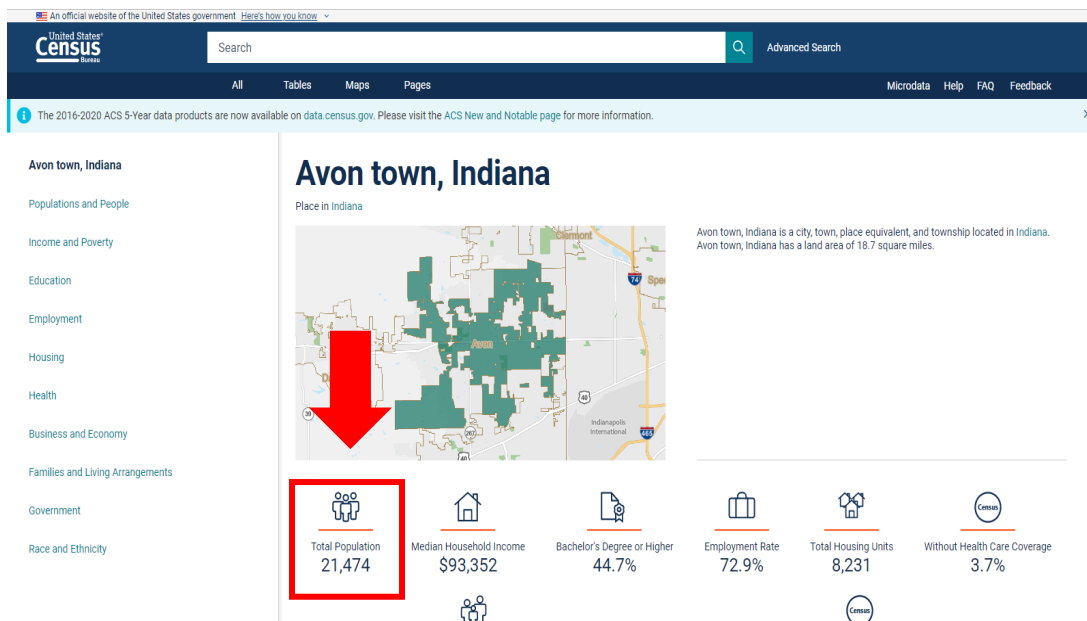 An official website of the United States government Here's how you know
United States®
Census
Bureau
Search
Advanced Search
All Tables Maps Pages
Microdata Help FAQ Feedback
The 2016-2020 ACS 5-Year data products are now available on data.census.gov. Please visit the ACS New and Notable page for more information.
Avon town, Indiana
Populations and People
Income and Poverty
Education
Employment
Housing
Health
Business and Economy
Families and Living Arrangements
Government
Race and Ethnicity
Avon town, Indiana
Place in Indiana
Clermont
74
Avon
40
39
267
Indianapolis
International
465
40
Avon town, Indiana is a city, town, place equivalent, and township located in Indiana.
Avon town, Indiana has a land area of 18.7 square miles.
Total Population
21,474
Median Household Income
$93,352
Bachelor's Degree or Higher
44.7%
Employment Rate
72.9%
Total Housing Units
8,231
Census
Without Health Care Coverage
3.7%
Census